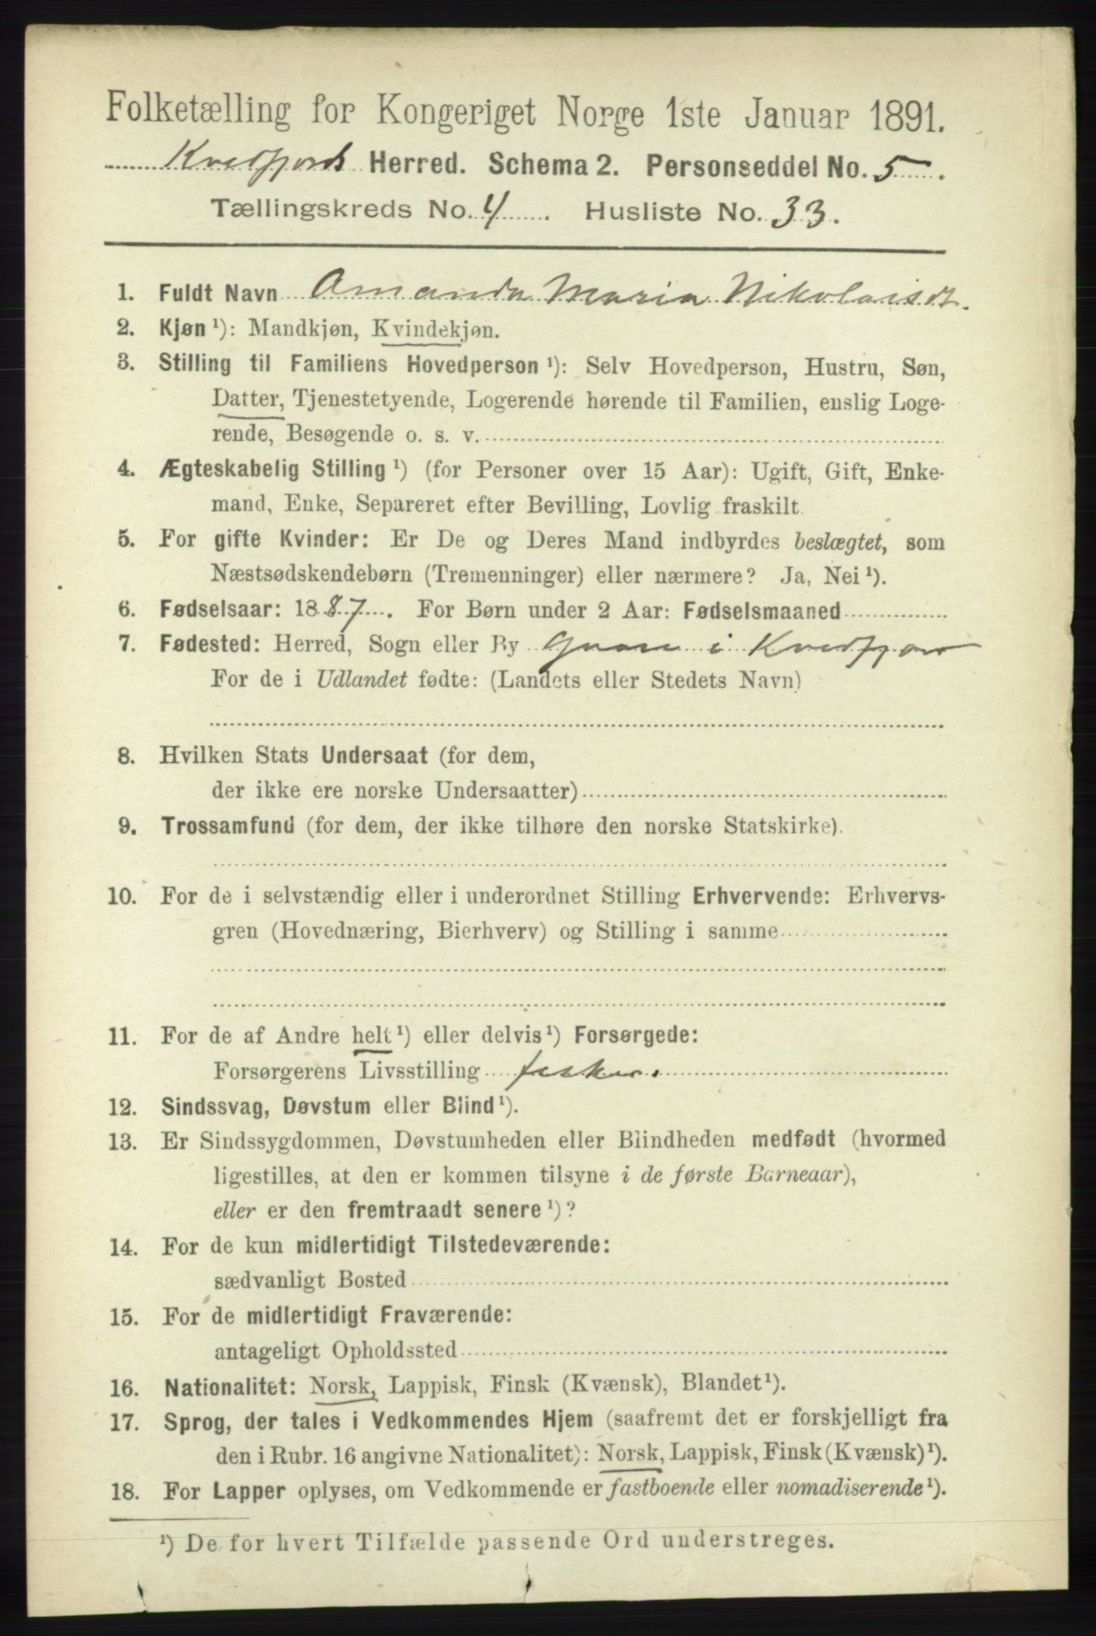 Folketælling for Kongeriget Norge 1ste Januar 1891.
Kvedfjords Herred. Schema 2. Personseddel No. 5.
Tællingskreds No. 4. Husliste No. 33.
1. Fuldt Navn Amanda Maria Nikolaisdt.
2. Kjøn ¹): Mandkjøn, Kvindekjøn.
3. Stilling til Familiens Hovedperson ¹): Selv Hovedperson, Hustru, Søn,
Datter, Tjenestetyende, Logerende hørende til Familien, enslig Loge-
rende, Besøgende o. s. v.
4. Ægteskabelig Stilling ¹) (for Personer over 15 Aar): Ugift, Gift, Enke-
mand, Enke, Separeret efter Bevilling, Lovlig fraskilt
5. For gifte Kvinder: Er De og Deres Mand indbyrdes beslægtet, som
Næstsødskendebørn (Tremenninger) eller nærmere? Ja, Nei ¹).
6. Fødselsaar: 1887. For Børn under 2 Aar: Fødselsmaaned
7. Fødested: Herred, Sogn eller By i Kvedfjord
For de i Udlandet fødte: (Landets eller Stedets Navn)
8. Hvilken Stats Undersaat (for dem,
der ikke ere norske Undersaatter)
9. Trossamfund (for dem, der ikke tilhøre den norske Statskirke).
10. For de i selvstændig eller i underordnet Stilling Erhvervende: Erhvervs-
gren (Hovednæring, Bierhverv) og Stilling i samme
11. For de af Andre helt ¹) eller delvis ¹) Forsørgede:
Forsørgerens Livsstilling fisker.
12. Sindssvag, Døvstum eller Blind ¹).
13. Er Sindssygdommen, Døvstumheden eller Blindheden medfødt (hvormed
ligestilles, at den er kommen tilsyne i de første Barneaar),
eller er den fremtraadt senere ¹)?
14. For de kun midlertidigt Tilstedeværende:
sædvanligt Bosted
15. For de midlertidigt Fraværende:
antageligt Opholdssted
16. Nationalitet: Norsk, Lappisk, Finsk (Kvænsk), Blandet ¹).
17. Sprog, der tales i Vedkommendes Hjem (saafremt det er forskjelligt fra
den i Rubr. 16 angivne Nationalitet): Norsk, Lappisk, Finsk (Kvænsk) ¹).
18. For Lapper oplyses, om Vedkommende er fastboende eller nomadiserende ¹).
¹) De for hvert Tilfælde passende Ord understreges.